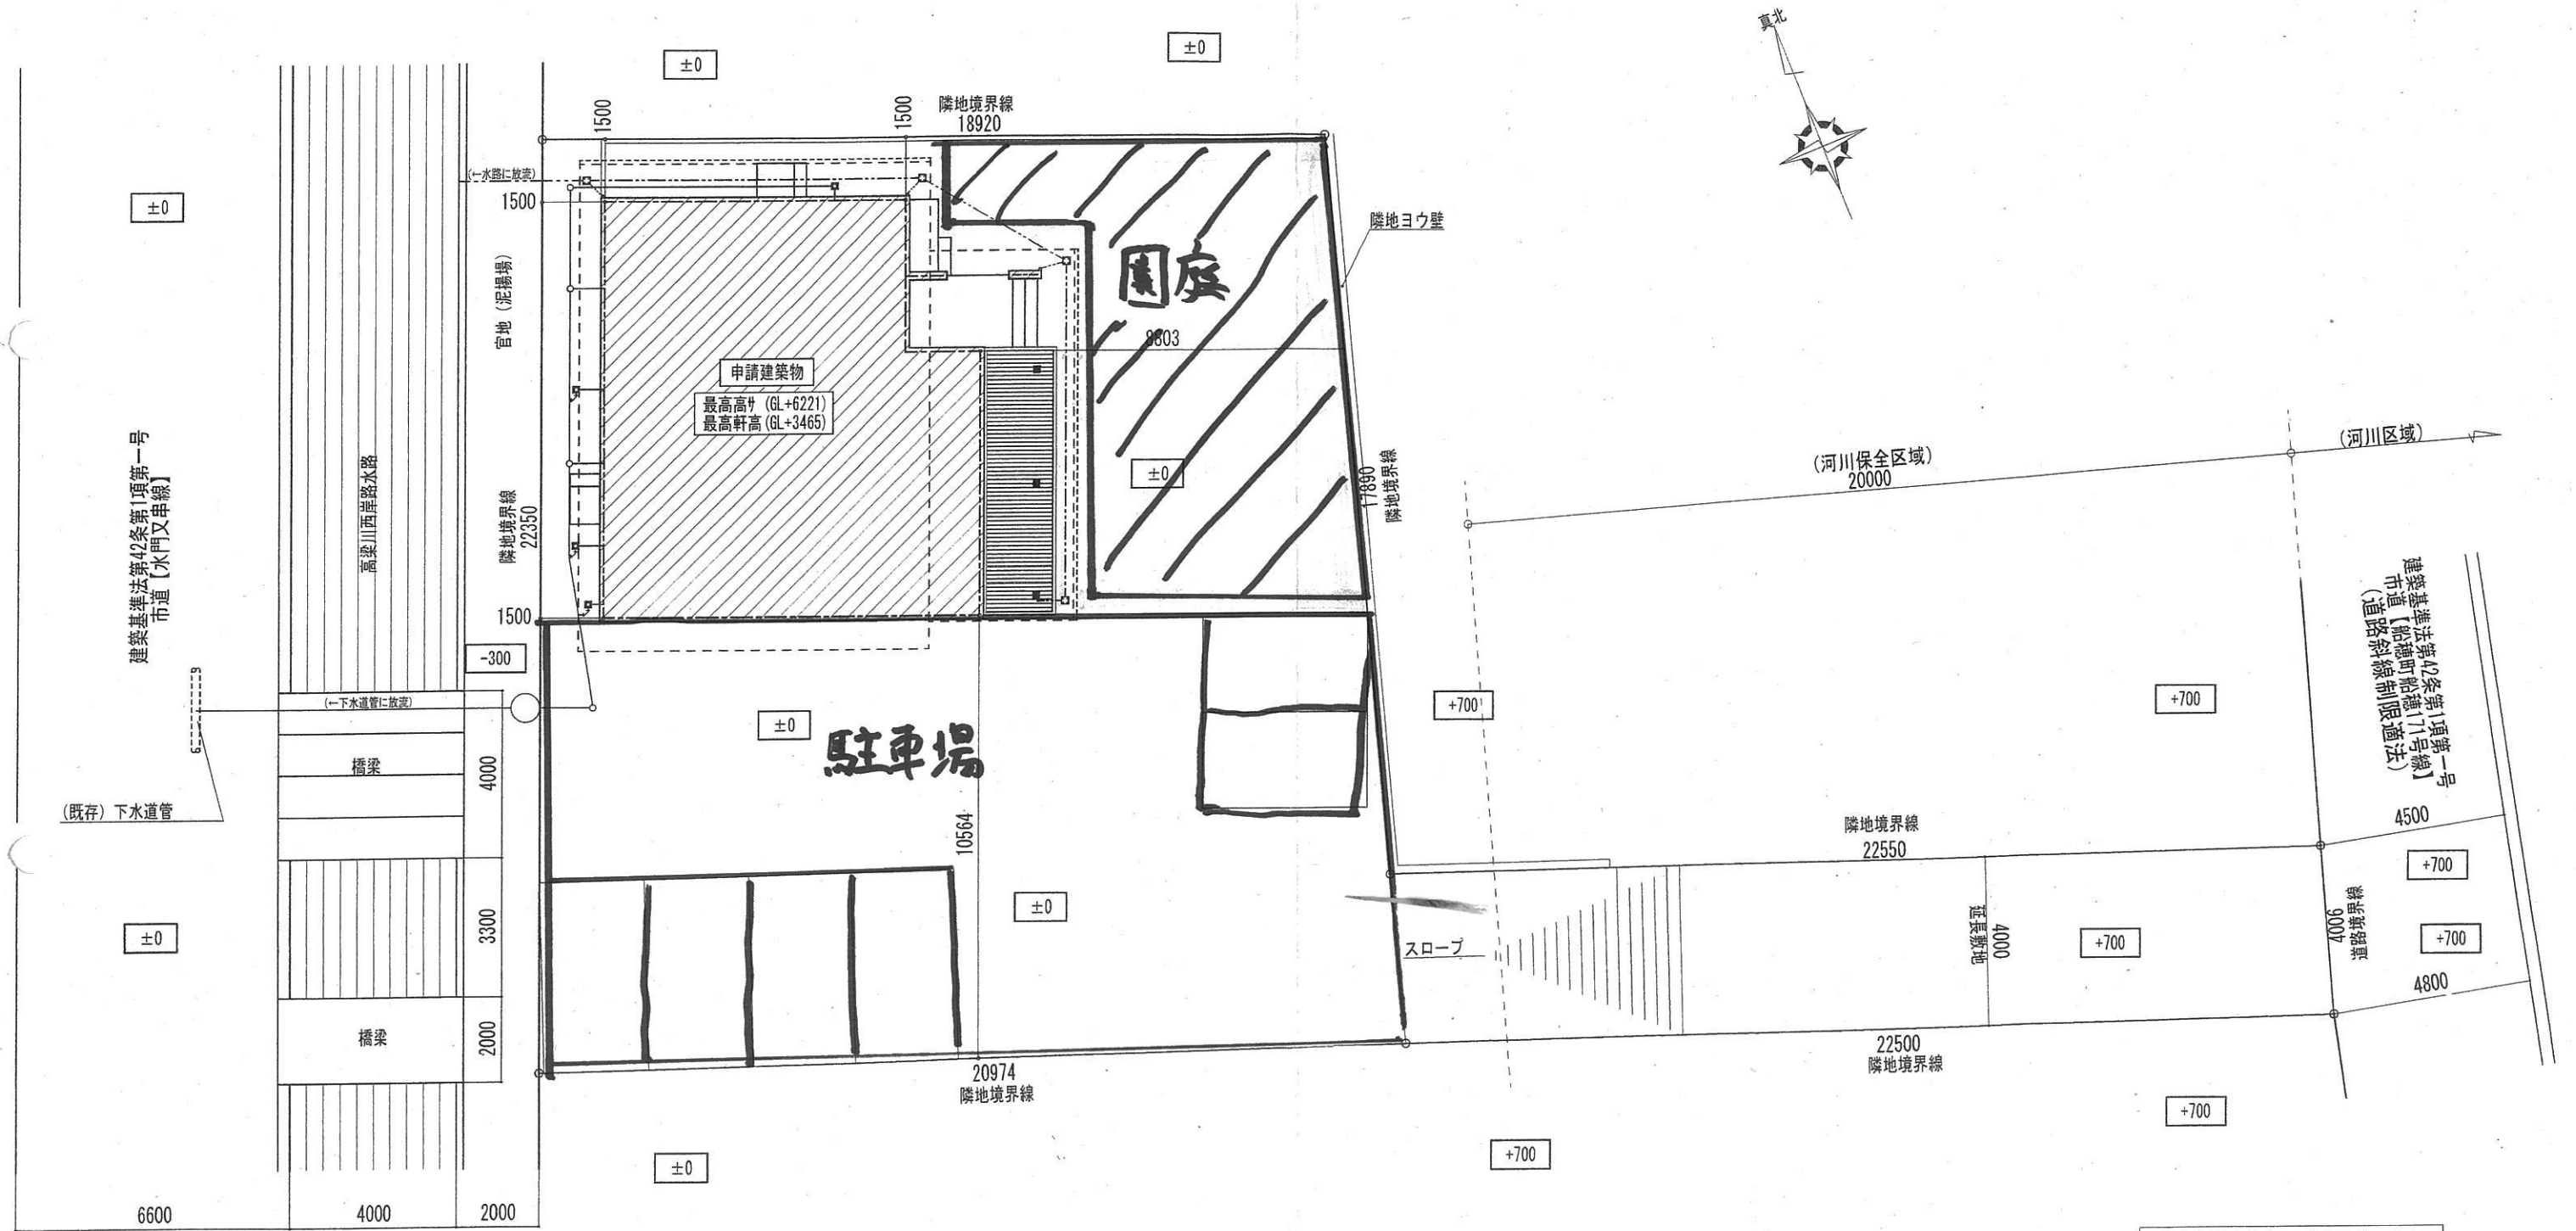 真北
±0
±0
隣地境界線
18920
1500
1500
(←水路に放流)
1500
±0
官地（泥揚場）
隣地ヨウ壁
園庭
8803
申請建築物
最高高サ (GL+6221)
最高軒高 (GL+3465)
±0
17890
隣地境界線
(河川保全区域)
20000
(河川区域)
建築基準法第42条第1項第一号
市道【水門又串線】
高梁川西岸路水路
隣地境界線
22350
1500
-300
(←下水道管に放流)
±0
駐車場
10564
橋梁
4000
(既存) 下水道管
+700
+700
建築基準法第42条第1項第一号
市道【船穂町船穂171号線】
(道路斜線制限適法)
隣地境界線
22550
4500
+700
±0
3300
±0
スロープ
延長敷地
4000
+700
4006
道路境界線
+700
4800
橋梁
2000
20974
隣地境界線
22500
隣地境界線
+700
+700
±0
6600
4000
2000